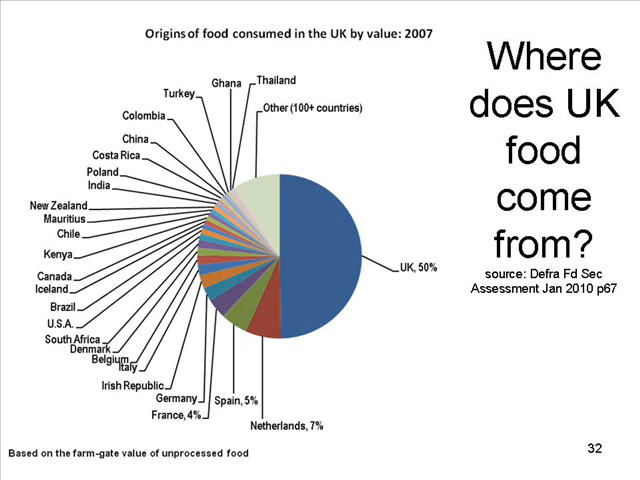 Origins of food consumed in the UK by value: 2007
Where
does UK
food
come
from?
source: Defra Fd Sec
Assessment Jan 2010 p67
Thailand
Ghana
Turkey
Other (100+ countries)
Colombia
China
Costa Rica
Poland
India
New Zealand
Mauritius
Chile
Kenya
Canada
Iceland
Brazil
U.S.A.
South Africa
Denmark
Belgium
Italy
Irish Republic
Germany
France, 4%
Spain, 5%
Netherlands, 7%
UK, 50%
Based on the farm-gate value of unprocessed food
32